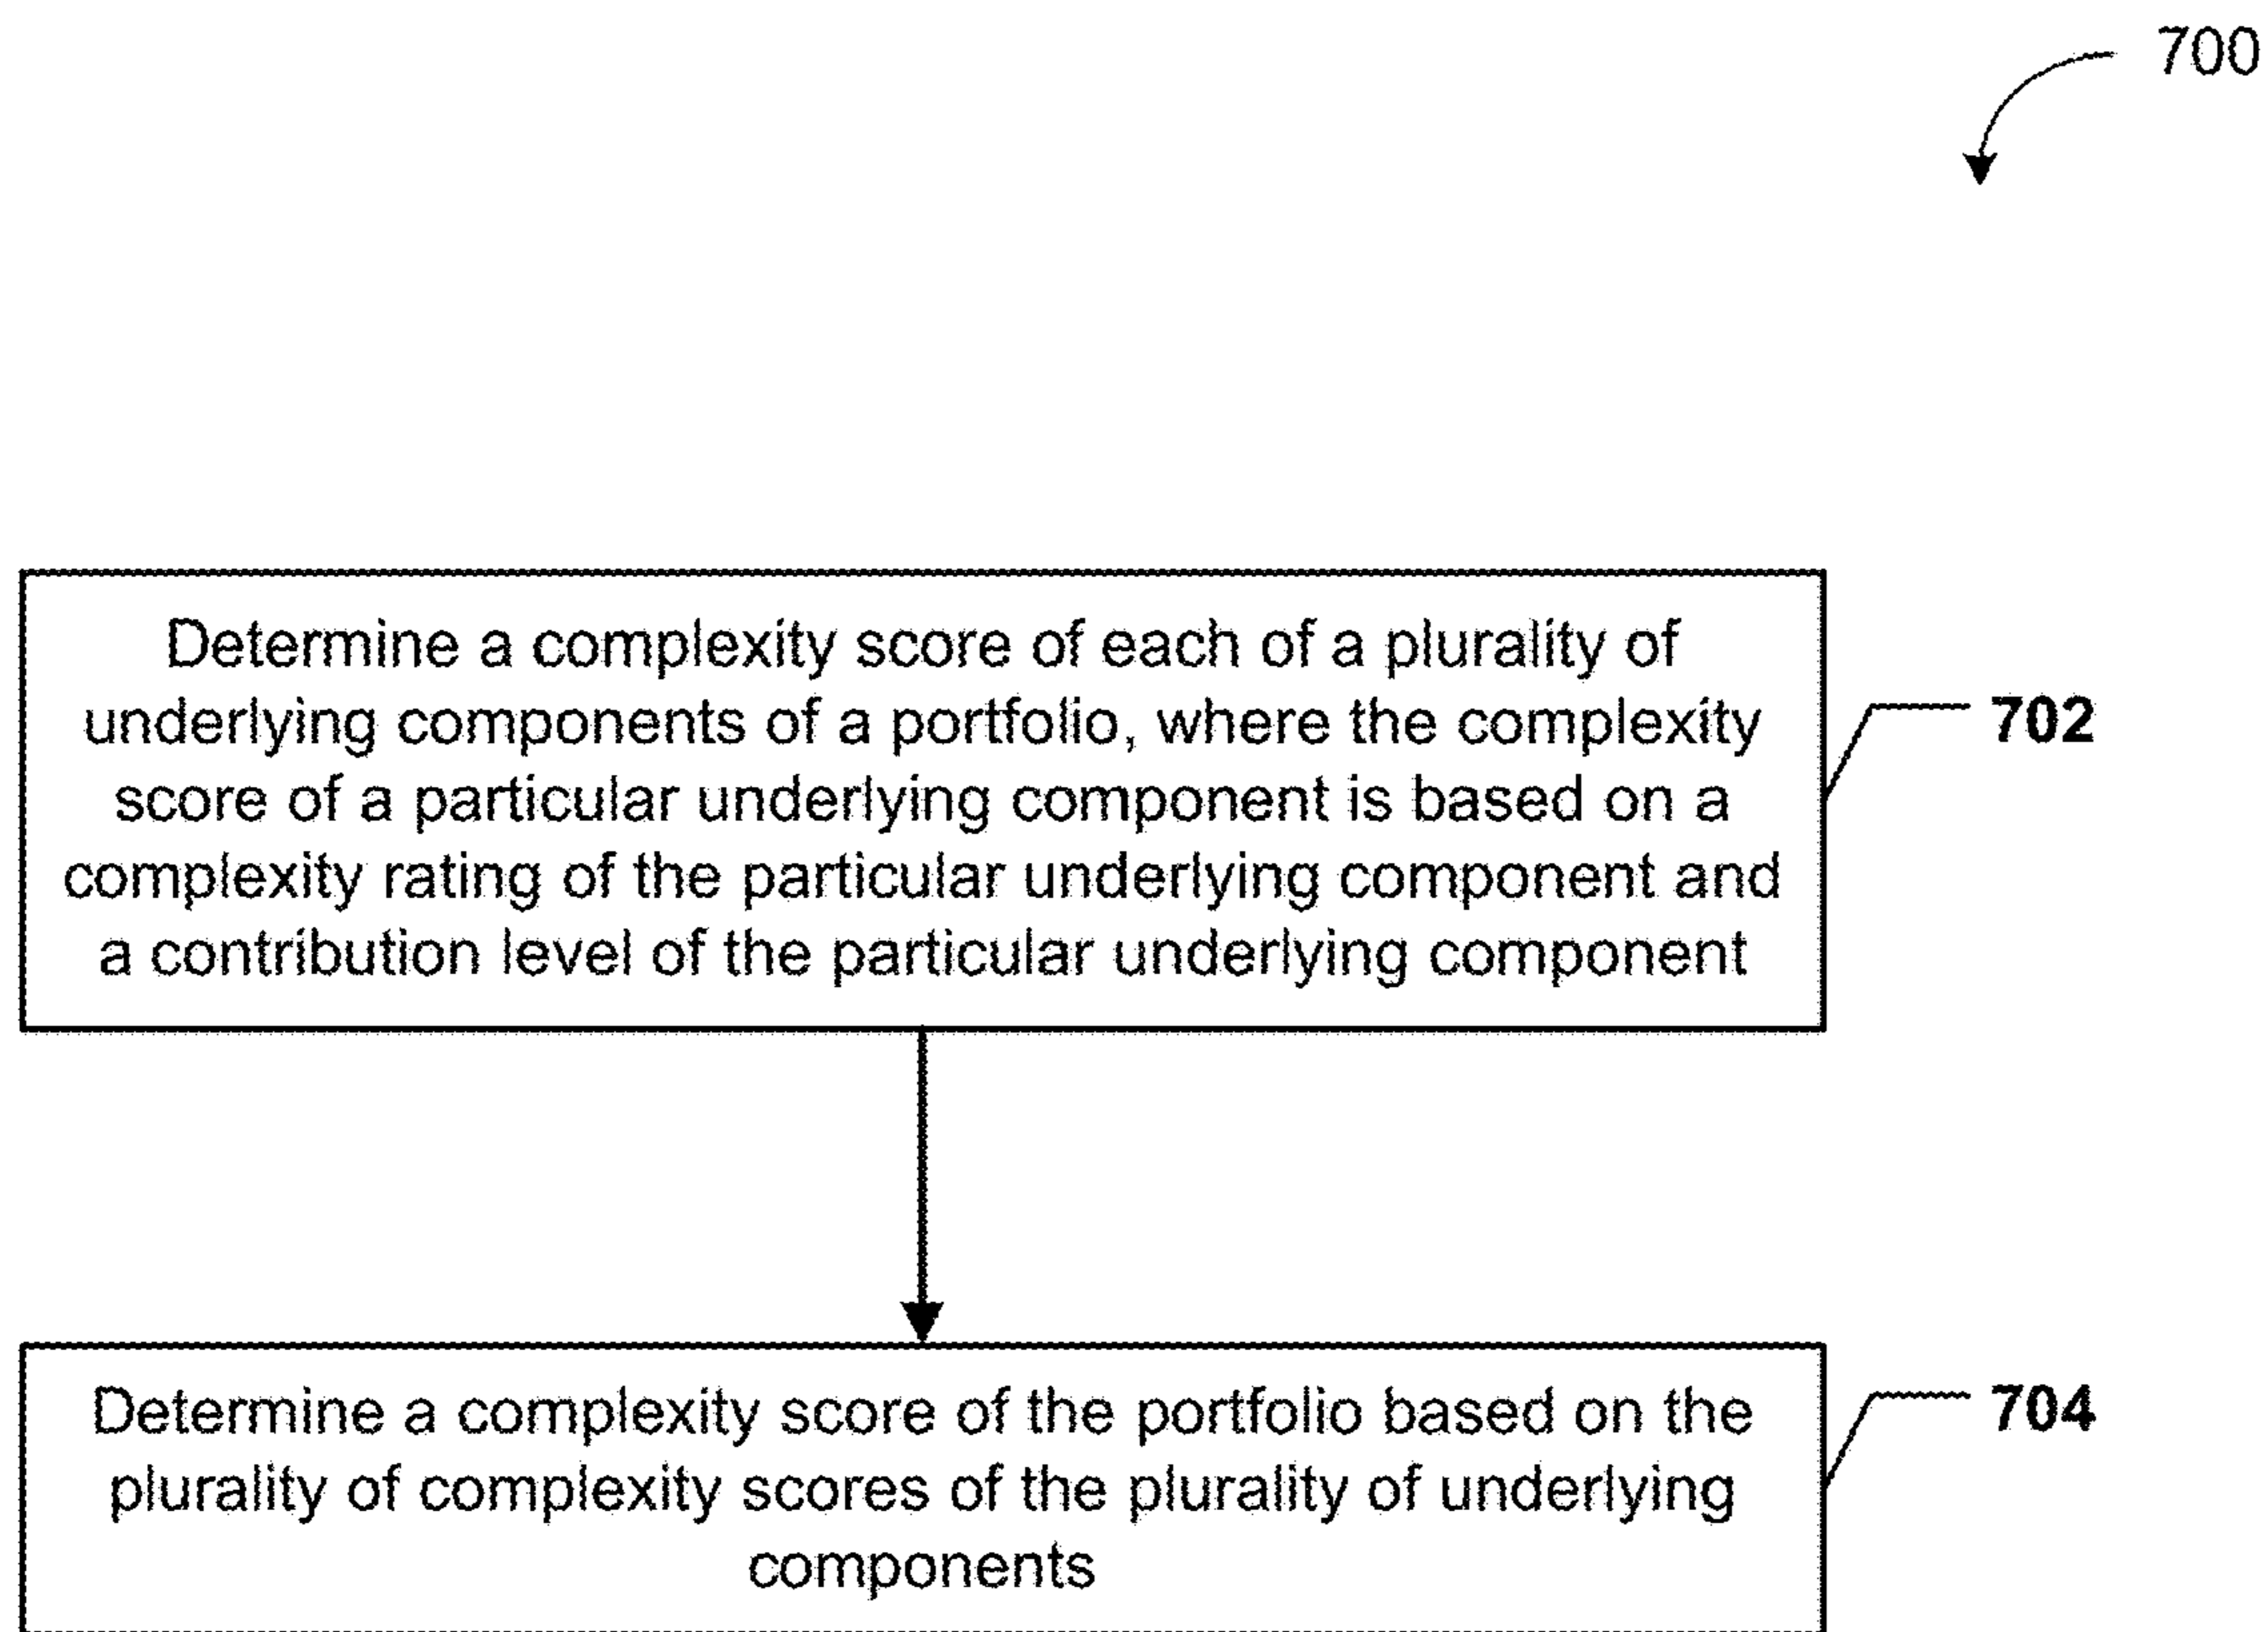 700
Determine a complexity score of each of a plurality of
underlying components of a portfolio, where the complexity
score of a particular underlying component is based on a
complexity rating of the particular underlying component and
a contribution level of the particular underlying component
702
Determine a complexity score of the portfolio based on the
plurality of complexity scores of the plurality of underlying
components
704